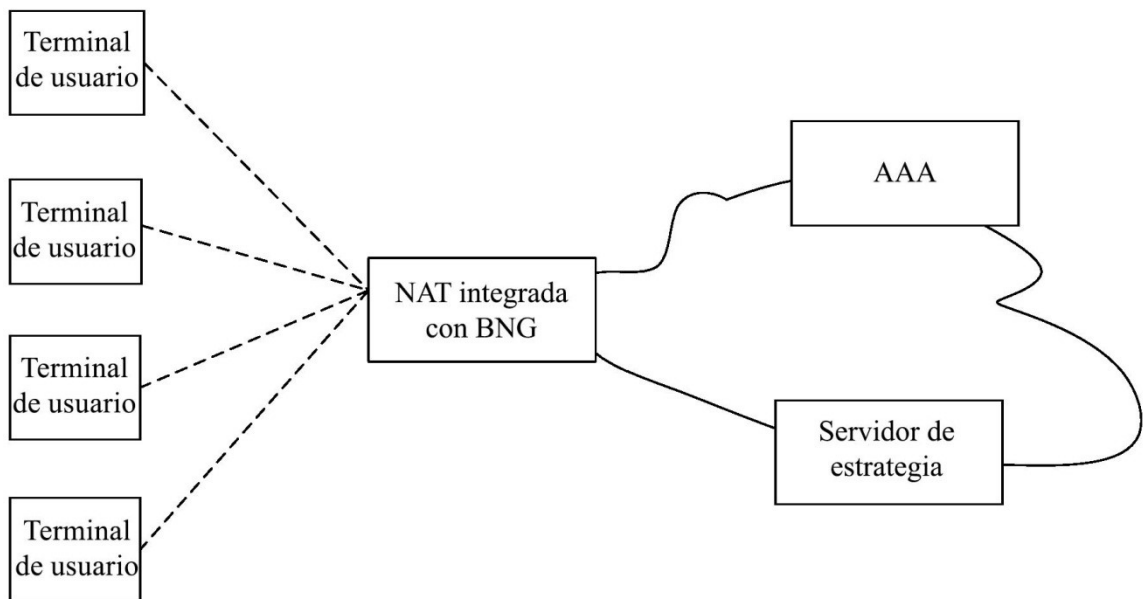 Terminal
de usuario
Terminal
de usuario
Terminal
de usuario
Terminal
de usuario
NAT integrada
con BNG
AAA
Servidor de
estrategia